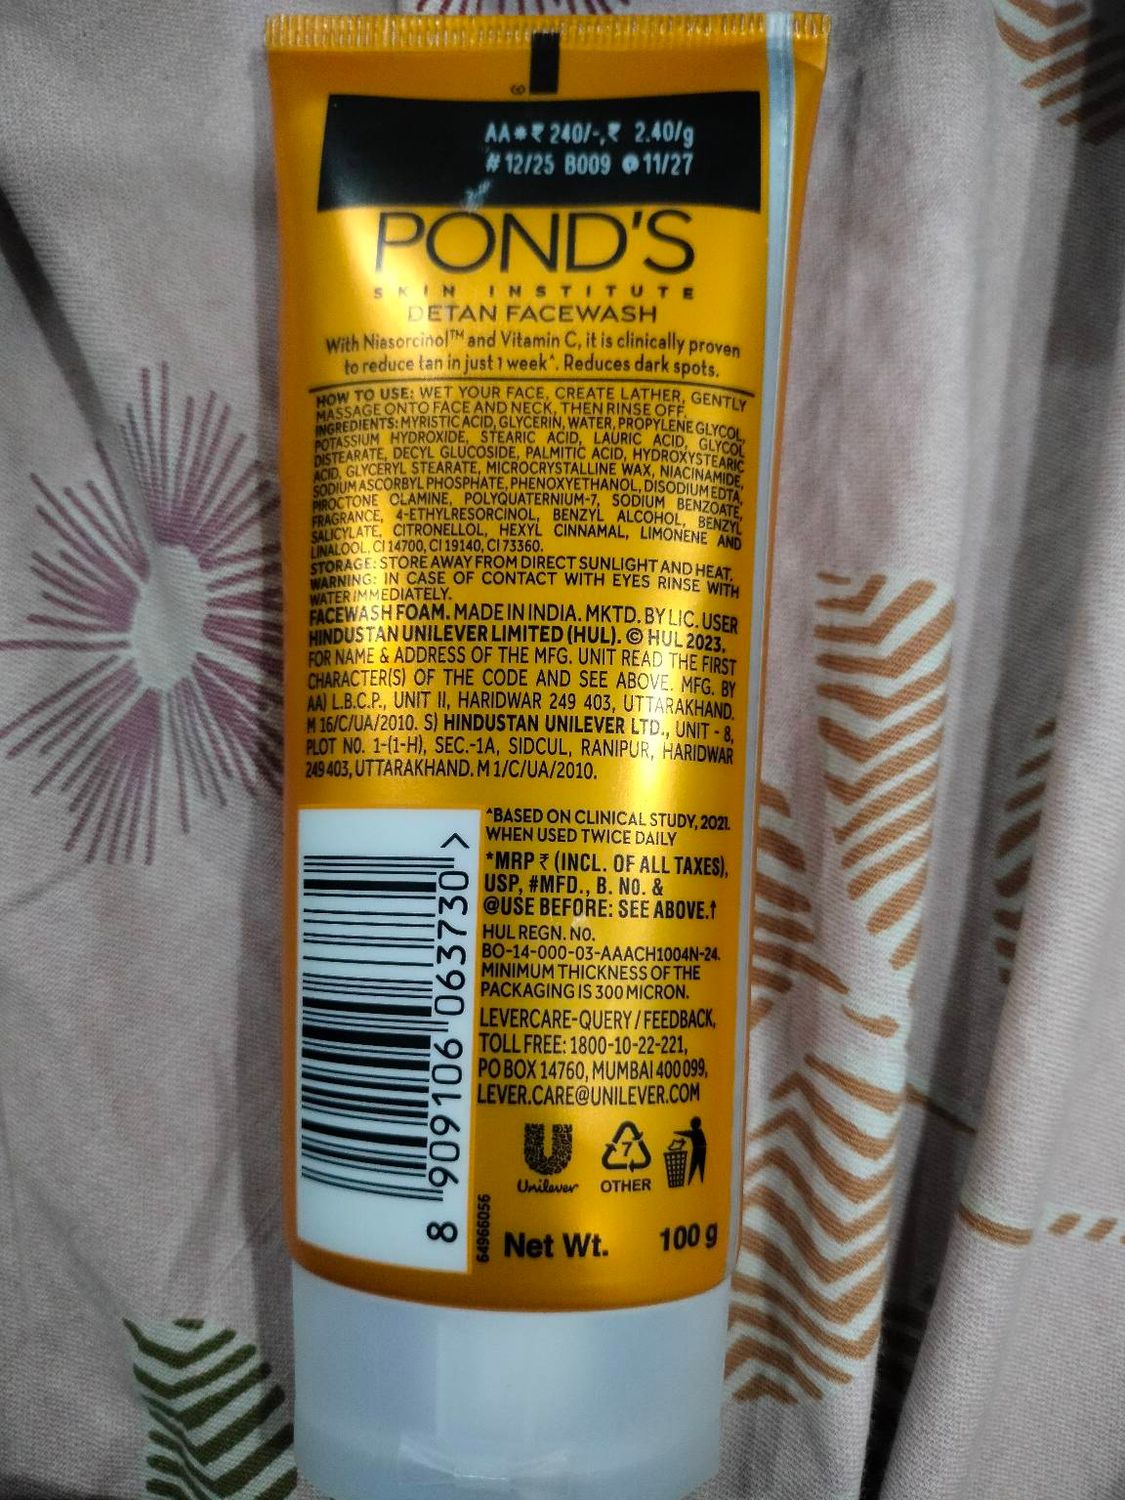 AA*₹ 240/-,₹ 2.40/g
# 12/25 B009 @11/27
POND'S
SKIN INSTITUTE
DETAN FACEWASH
With Niasorcinol™ and Vitamin C, it is clinically proven
to reduce tan in just 1 week^. Reduces dark spots.
HOW TO USE: WET YOUR FACE, CREATE LATHER, GENTLY
MASSAGE ONTO FACE AND NECK, THEN RINSE OFF.
INGREDIENTS: MYRISTIC ACID, GLYCERIN, WATER, PROPYLENE GLYCOL,
POTASSIUM HYDROXIDE, STEARIC ACID, LAURIC ACID, GLYCOL
DISTEARATE, DECYL GLUCOSIDE, PALMITIC ACID, HYDROXYSTEARIC
ACID, GLYCERYL STEARATE, MICROCRYSTALLINE WAX, NIACINAMIDE,
SODIUM ASCORBYL PHOSPHATE, PHENOXYETHANOL, DISODIUM EDTA,
PIROCTONE OLAMINE, POLYQUATERNIUM-7, SODIUM BENZOATE,
FRAGRANCE, 4-ETHYLRESORCINOL, BENZYL ALCOHOL, BENZYL
SALICYLATE, CITRONELLOL, HEXYL CINNAMAL, LIMONENE AND
LINALOOL. CI 14700, CI 19140, CI 73360.
STORAGE: STORE AWAY FROM DIRECT SUNLIGHT AND HEAT.
WARNING: IN CASE OF CONTACT WITH EYES RINSE WITH
WATER IMMEDIATELY.
FACEWASH FOAM. MADE IN INDIA. MKTD. BY LIC. USER
HINDUSTAN UNILEVER LIMITED (HUL). © HUL 2023.
FOR NAME & ADDRESS OF THE MFG. UNIT READ THE FIRST
CHARACTER(S) OF THE CODE AND SEE ABOVE. MFG. BY
AA) L.B.C.P., UNIT II, HARIDWAR 249 403, UTTARAKHAND.
M 16/C/UA/2010. S) HINDUSTAN UNILEVER LTD., UNIT - 8,
PLOT NO. 1-(1-H), SEC.-1A, SIDCUL, RANIPUR, HARIDWAR
249 403, UTTARAKHAND. M 1/C/UA/2010.
^BASED ON CLINICAL STUDY, 2021.
WHEN USED TWICE DAILY
*MRP ₹ (INCL. OF ALL TAXES),
USP, #MFD., B. NO. &
@USE BEFORE: SEE ABOVE.↑
HUL REGN. NO.
BO-14-000-03-AAACH1004N-24.
MINIMUM THICKNESS OF THE
PACKAGING IS 300 MICRON.
LEVERCARE-QUERY / FEEDBACK,
TOLL FREE: 1800-10-22-221,
PO BOX 14760, MUMBAI 400 099,
LEVER.CARE@UNILEVER.COM
8 909106 063730 >
Unilever
7
OTHER
64966056
Net Wt. 100 g